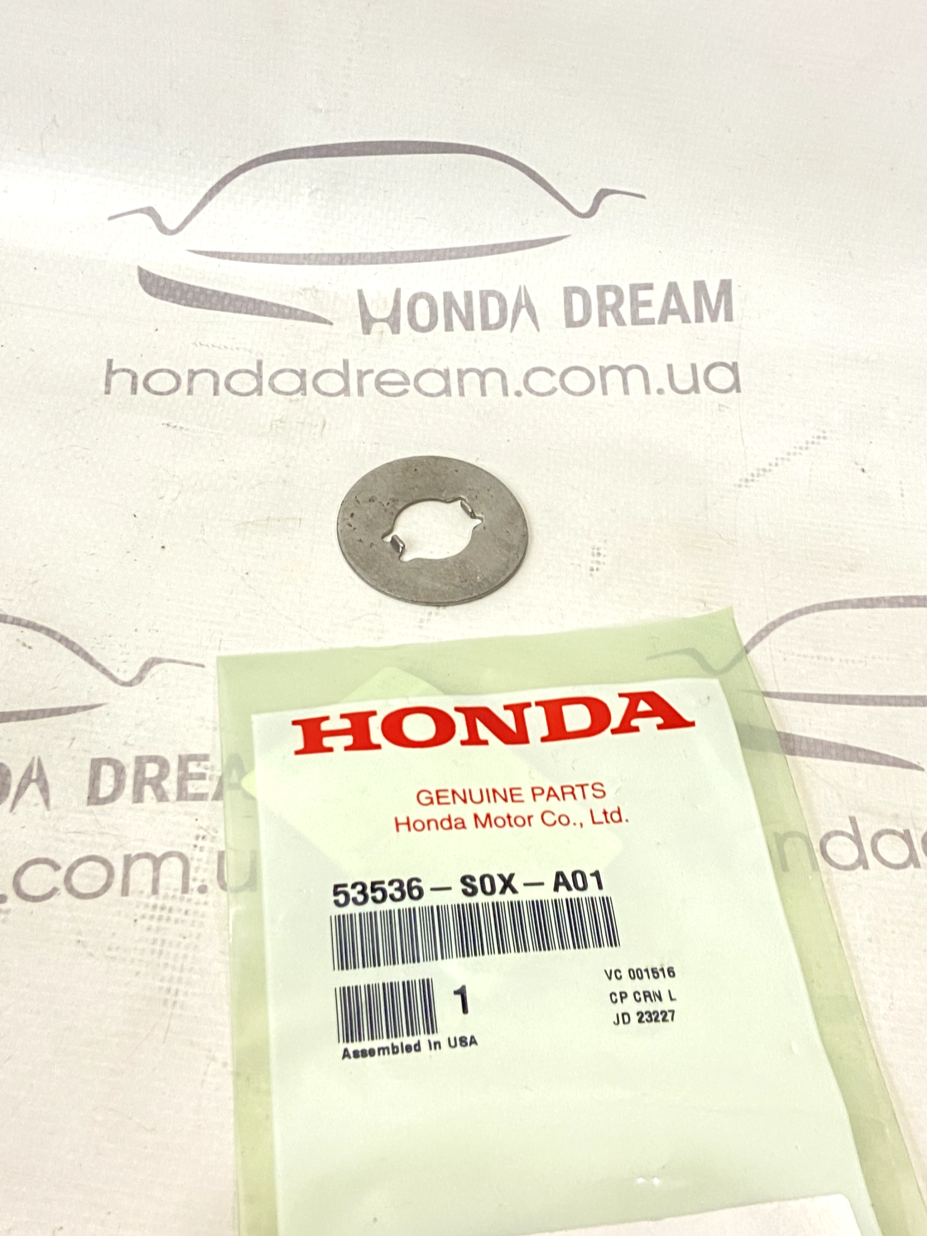 HONDA DREAM
hondadream.com.ua
HONDA
GENUINE PARTS
Honda Motor Co., Ltd.
DA DREA
.com.u
honda
53536-S0X-A01
1
VC 001516
CP CRN L
JD 23227
Assembled in USA